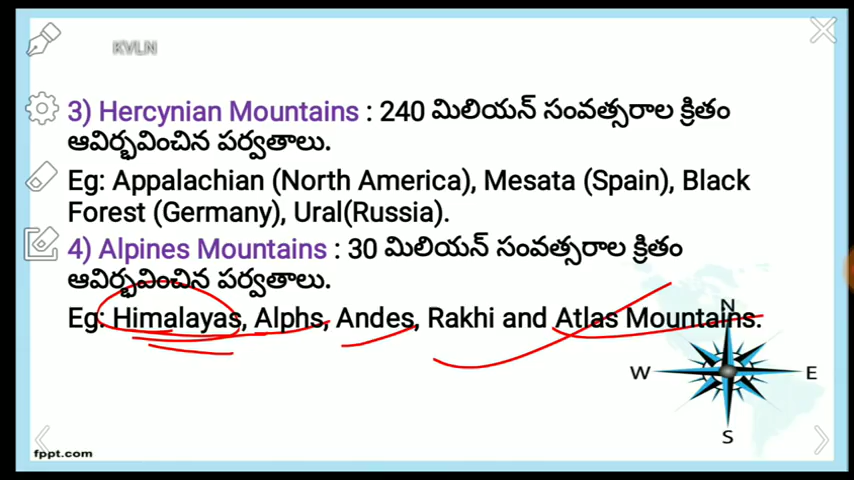 KVLN
3) Hercynian Mountains : 240 మిలియన్ సంవత్సరాల క్రితం
ఆవిర్భవించిన పర్వతాలు.
Eg: Appalachian (North America), Mesata (Spain), Black
Forest (Germany), Ural(Russia).
4) Alpines Mountains : 30 మిలియన్ సంవత్సరాల క్రితం
ఆవిర్భవించిన పర్వతాలు.
Eg: Himalayas, Alphs, Andes, Rakhi and Atlas Mountains.
N
W E
S
fppt.com